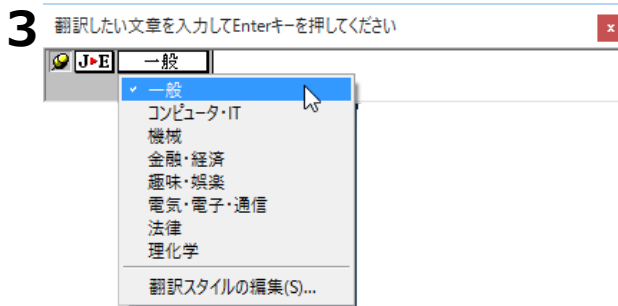 3
翻訳したい文章を入力してEnterキーを押してください
x
J▸E 一般
✓ 一般
コンピュータ・IT
機械
金融・経済
趣味・娯楽
電気・電子・通信
法律
理化学
翻訳スタイルの編集(S)...